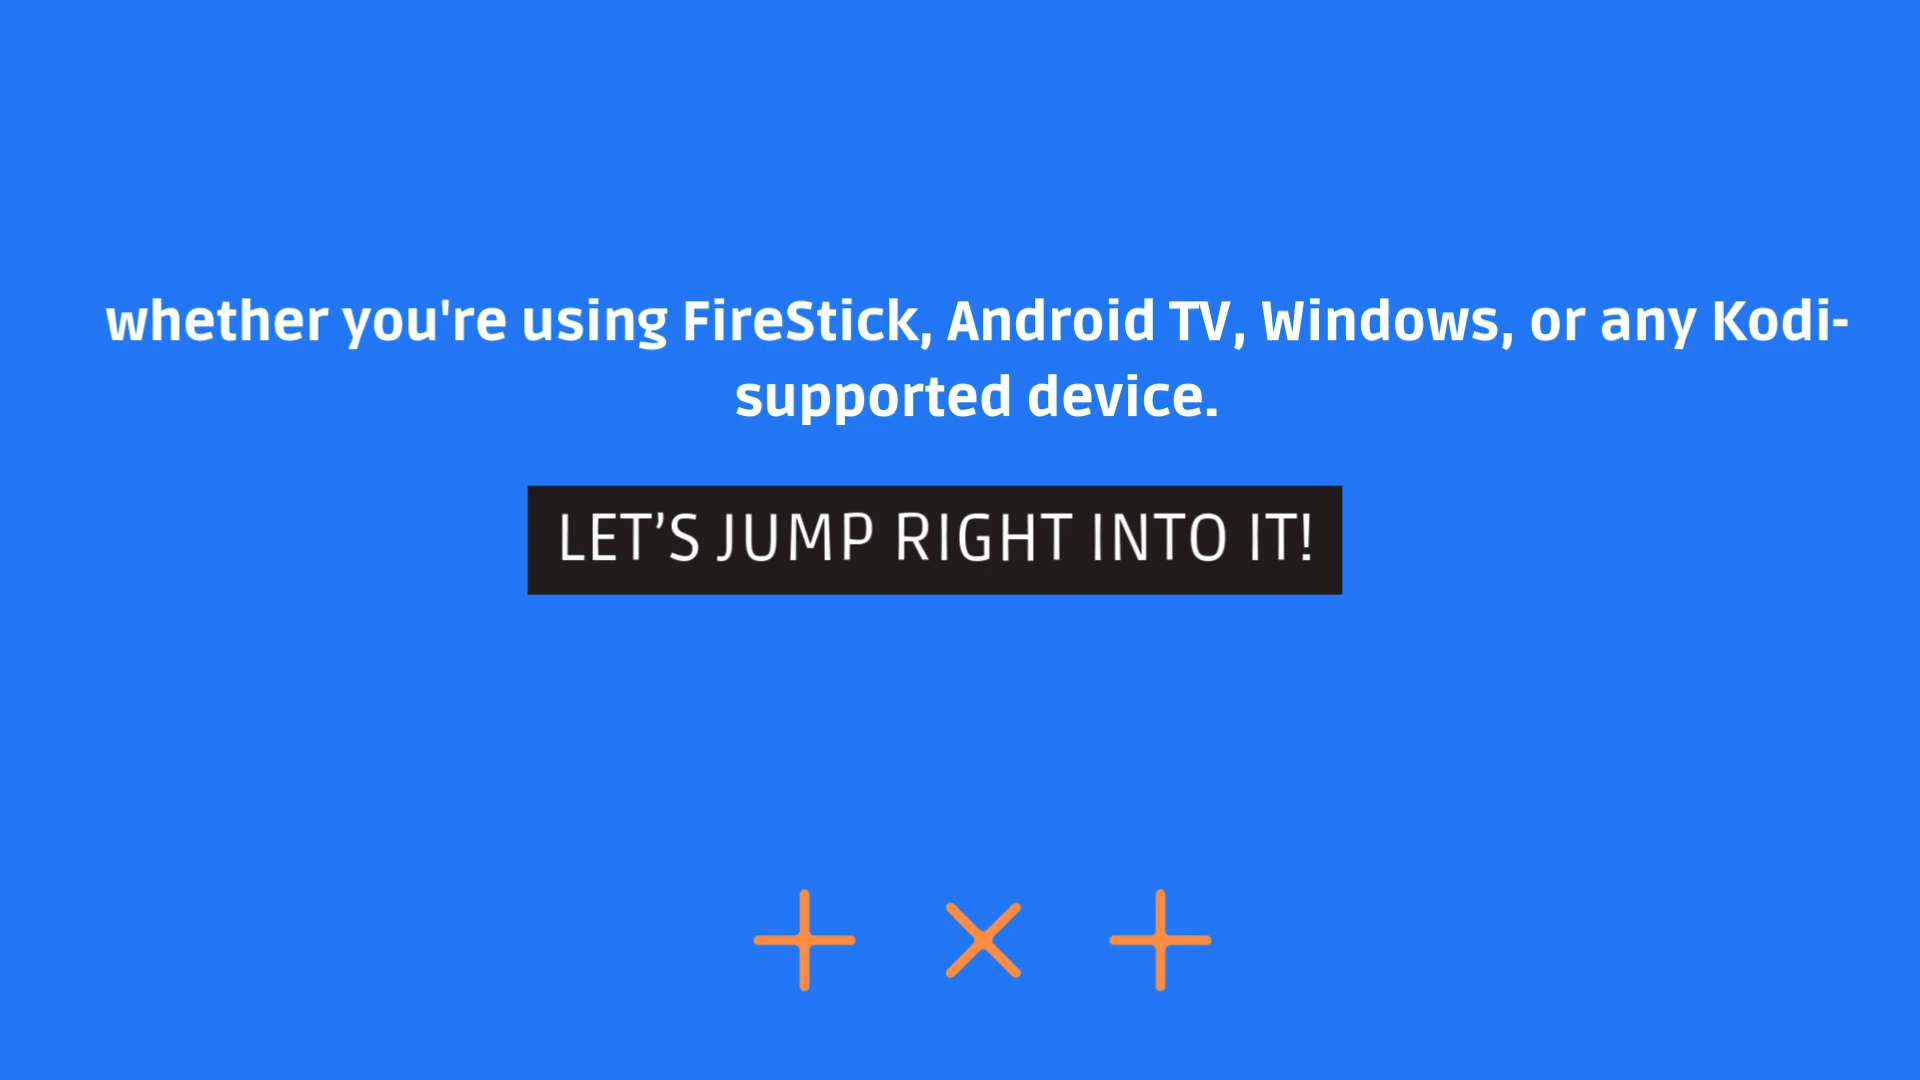 whether you're using FireStick, Android TV, Windows, or any Kodi-
supported device.
LET’S JUMP RIGHT INTO IT!